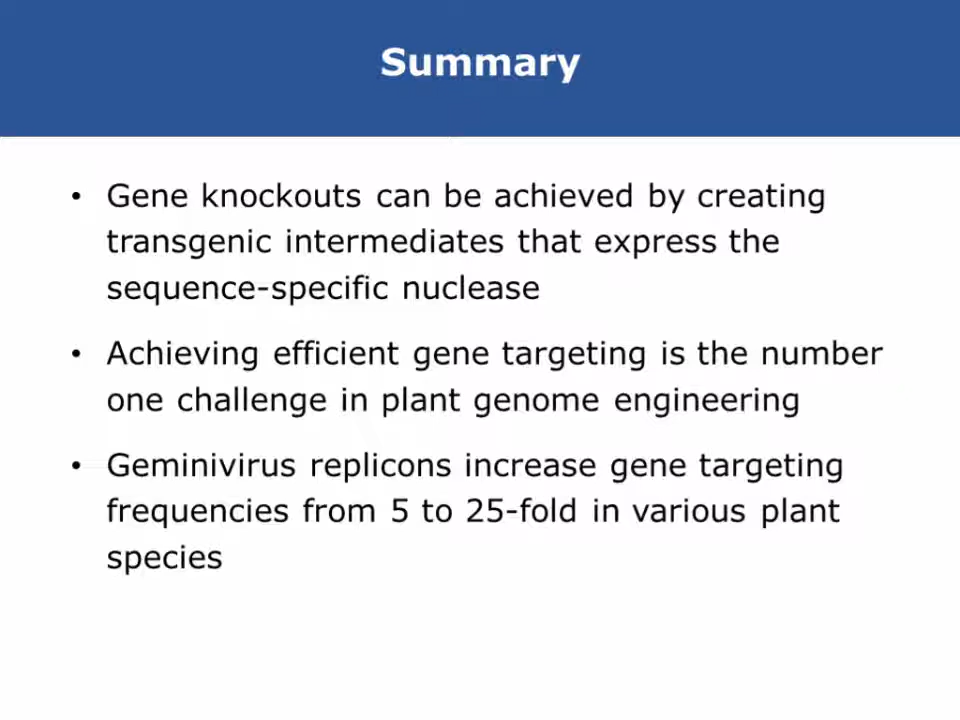 Summary
• Gene knockouts can be achieved by creating
transgenic intermediates that express the
sequence-specific nuclease
• Achieving efficient gene targeting is the number
one challenge in plant genome engineering
• Geminivirus replicons increase gene targeting
frequencies from 5 to 25-fold in various plant
species